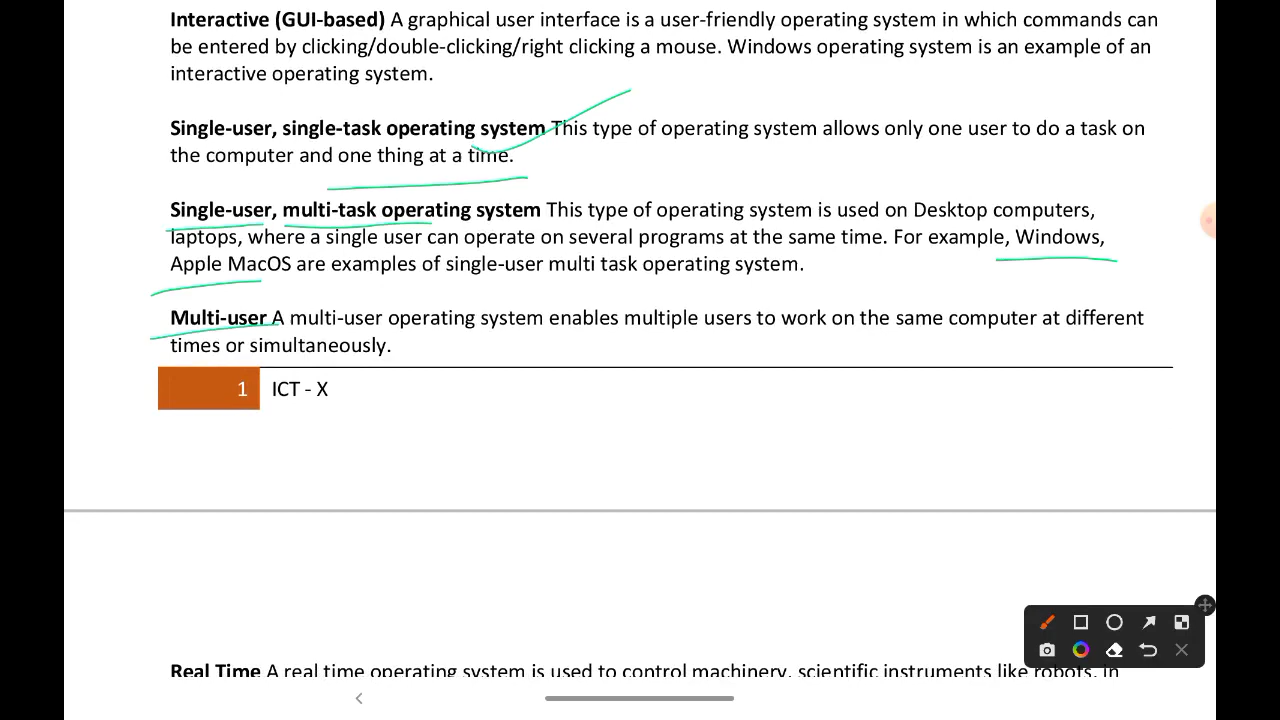 Interactive (GUI-based) A graphical user interface is a user-friendly operating system in which commands can
be entered by clicking/double-clicking/right clicking a mouse. Windows operating system is an example of an
interactive operating system.
Single-user, single-task operating system This type of operating system allows only one user to do a task on
the computer and one thing at a time.
Single-user, multi-task operating system This type of operating system is used on Desktop computers,
laptops, where a single user can operate on several programs at the same time. For example, Windows,
Apple MacOS are examples of single-user multi task operating system.
Multi-user A multi-user operating system enables multiple users to work on the same computer at different
times or simultaneously.
1 ICT - X
Real Time A real time operating system is used to control machinery, scientific instruments like robots, in